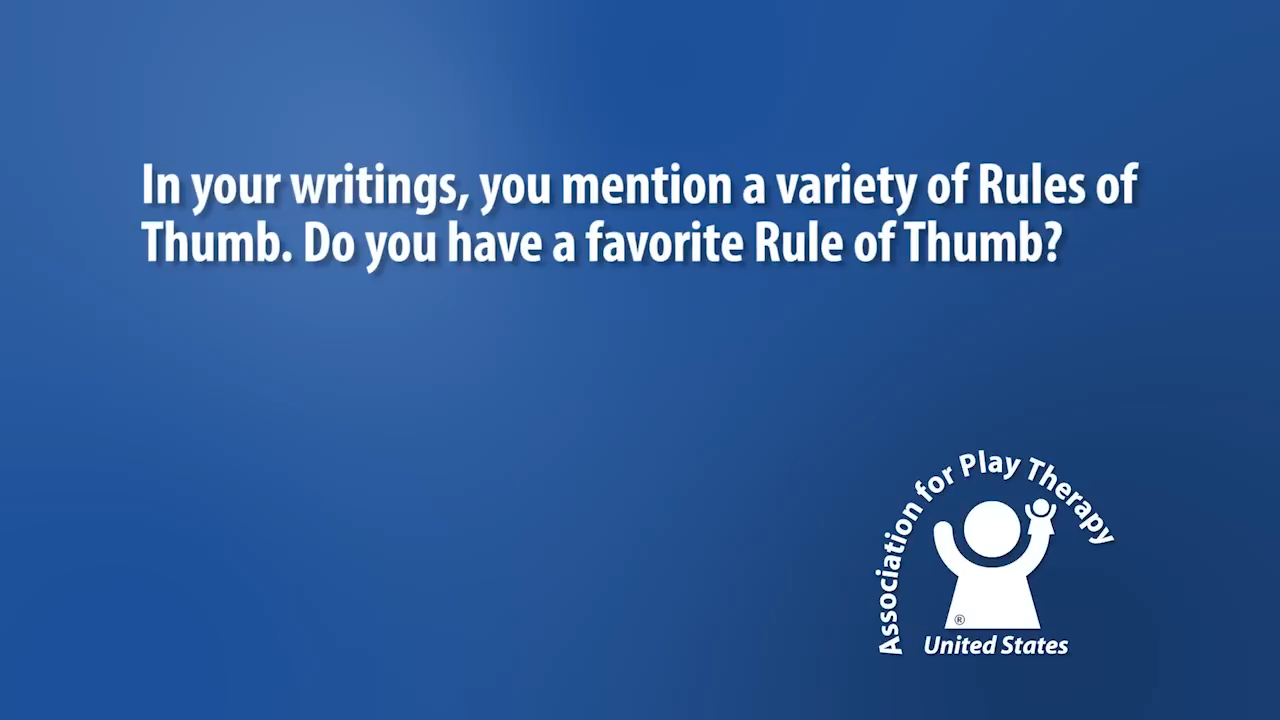 In your writings, you mention a variety of Rules of
Thumb. Do you have a favorite Rule of Thumb?
Association for Play Therapy
®
United States